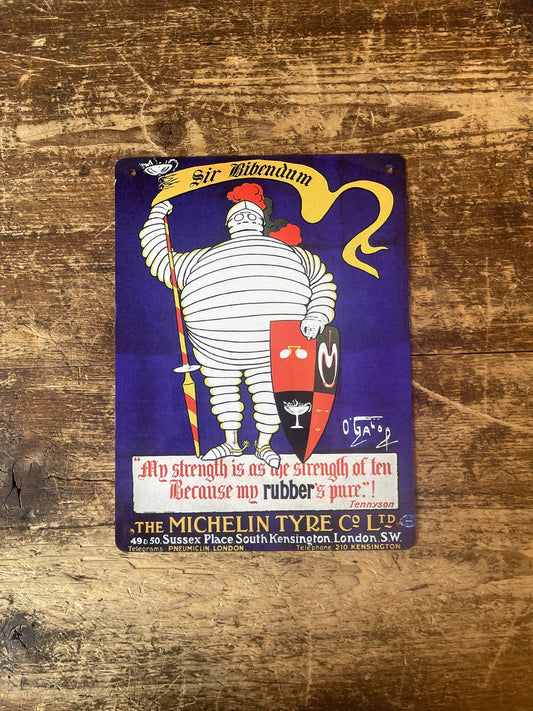 Sir Bibendum
M
O'Galop
"My strength is as the strength of ten
Because my rubber's pure."!
Tennyson
THE MICHELIN TYRE Co LTD
49 & 50. Sussex Place South Kensington. London. S.W.
Telegrams: PNEUMICLIN, LONDON. Telephone 210. KENSINGTON